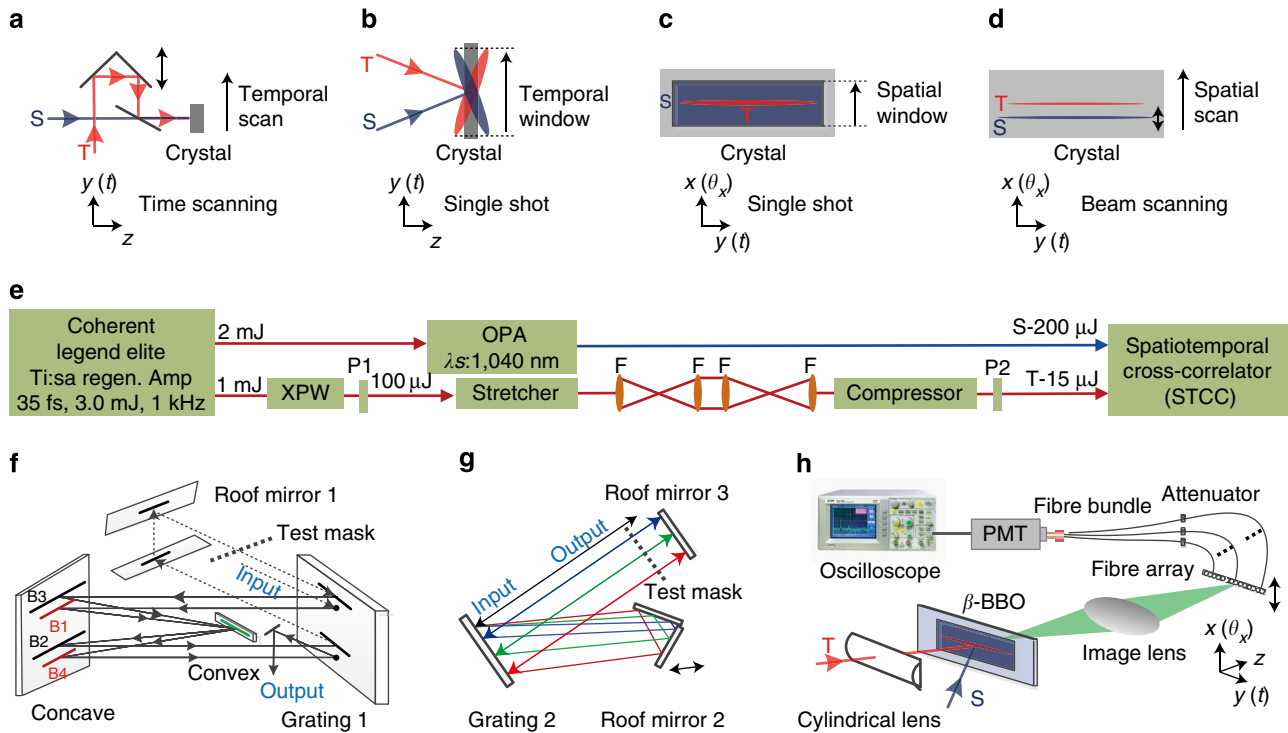 a
S
T
Temporal
scan
Crystal
y (t)
z
Time scanning
b
T
S
Temporal
window
Crystal
y (t)
z
Single shot
c
S
T
Spatial
window
Crystal
x (θx)
y (t)
Single shot
d
T
S
Spatial
scan
Crystal
x (θx)
y (t)
Beam scanning
e
Coherent
legend elite
Ti:sa regen. Amp
35 fs, 3.0 mJ, 1 kHz
2 mJ
1 mJ
XPW
P1
100 μJ
OPA
λs:1,040 nm
Stretcher
F
F
F
F
Compressor
P2
S-200 μJ
T-15 μJ
Spatiotemporal
cross-correlator
(STCC)
f
Roof mirror 1
Test mask
Input
B3
B1
B2
B4
Convex
Output
Concave
Grating 1
g
Roof mirror 3
Output
Input
Test mask
Grating 2
Roof mirror 2
h
Oscilloscope
PMT
Fibre bundle
Attenuator
Fibre array
β-BBO
Image lens
T
S
Cylindrical lens
x (θx)
z
y (t)